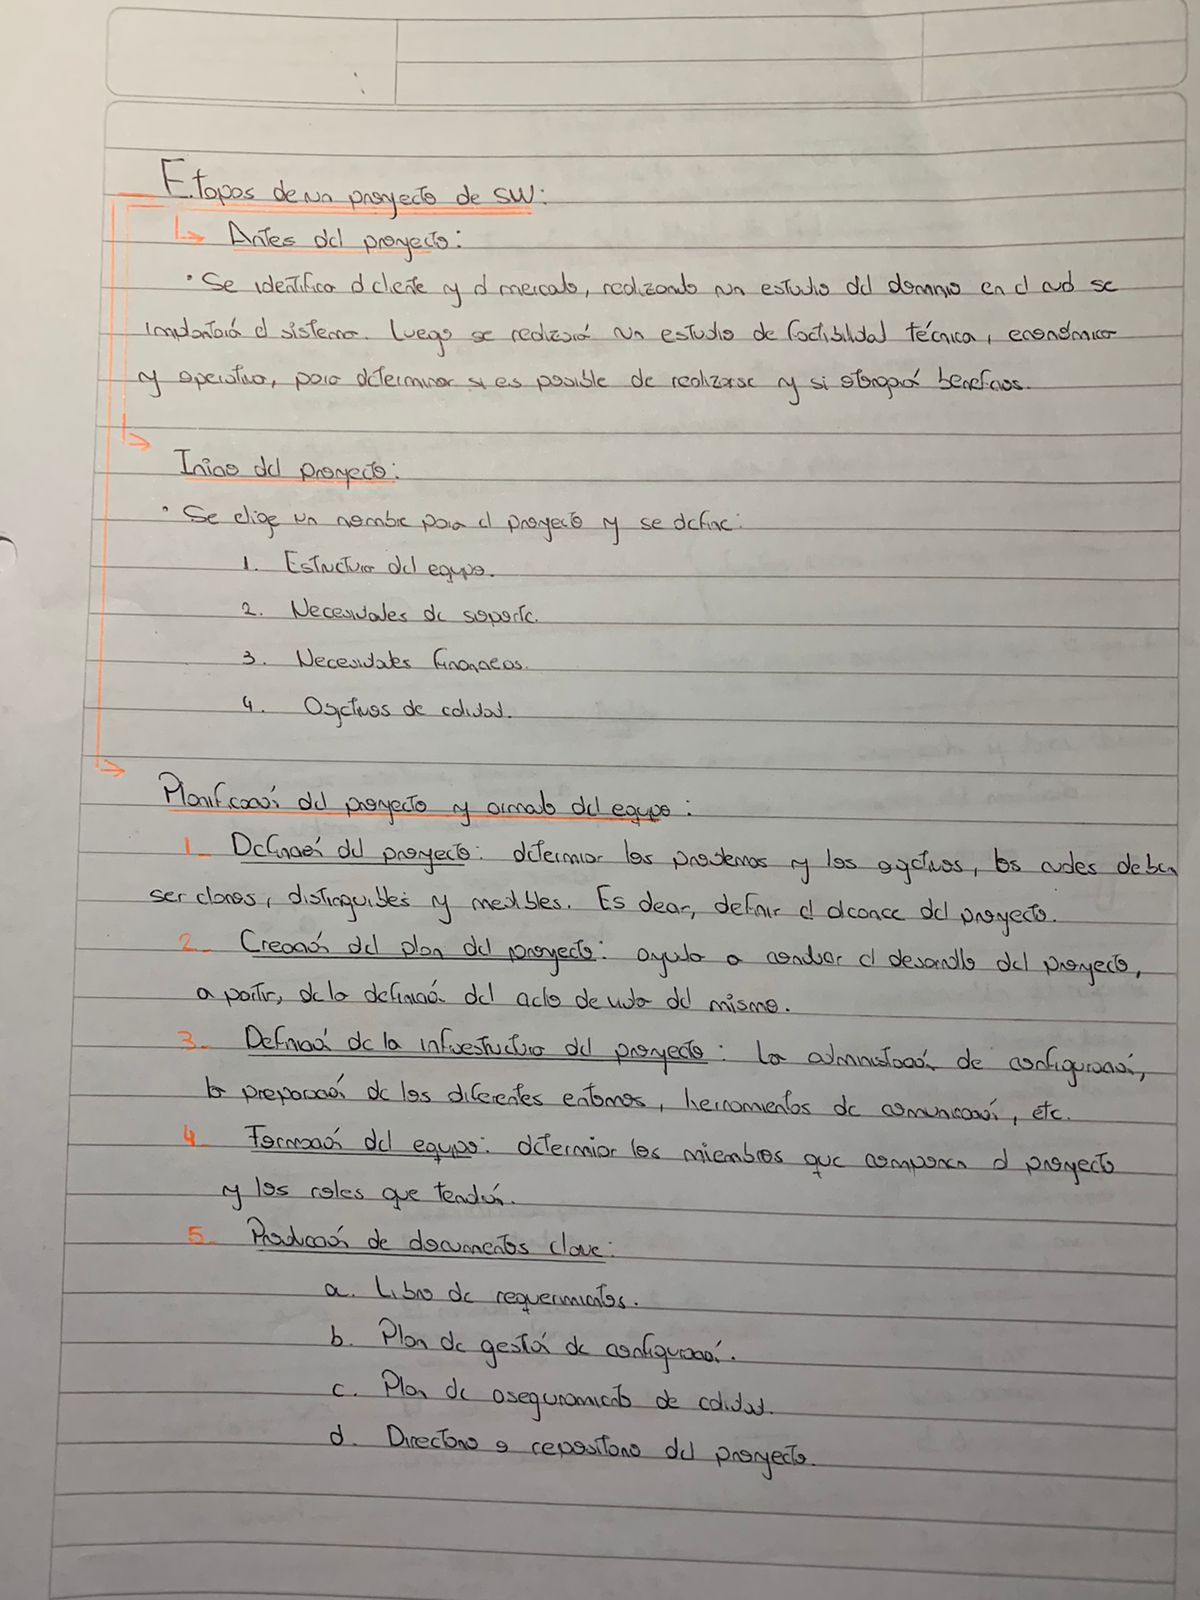 Etapas de un proyecto de SW:
Antes del proyecto:
• Se identifica el cliente y el mercado, realizando un estudio del dominio en el cual se
implantará el sistema. Luego se realizará un estudio de factibilidad técnica, económica
y operativa, para determinar si es posible de realizarse y si otorgará beneficios.
Inicio del proyecto:
• Se elige un nombre para el proyecto y se define:
1. Estructura del equipo.
2. Necesidades de soporte.
3. Necesidades financieras.
4. Objetivos de calidad.
Planificación del proyecto y armado del equipo:
1_ Definición del proyecto: determinar los problemas y los objetivos, los cuales deben
ser claros, distinguibles y medibles. Es decir, definir el alcance del proyecto.
2_ Creación del plan del proyecto: ayuda a conducir el desarrollo del proyecto,
a partir, de la definición del ciclo de vida del mismo.
3_ Definición de la infraestructura del proyecto: la administración de configuración,
la preparación de los diferentes entornos, herramientas de comunicación, etc.
4_ Formación del equipo: determinar los miembros que componen el proyecto
y los roles que tendrán.
5_ Producción de documentos clave:
a. Libro de requerimientos.
b. Plan de gestión de configuración.
c. Plan de aseguramiento de calidad.
d. Directorio o repositorio del proyecto.